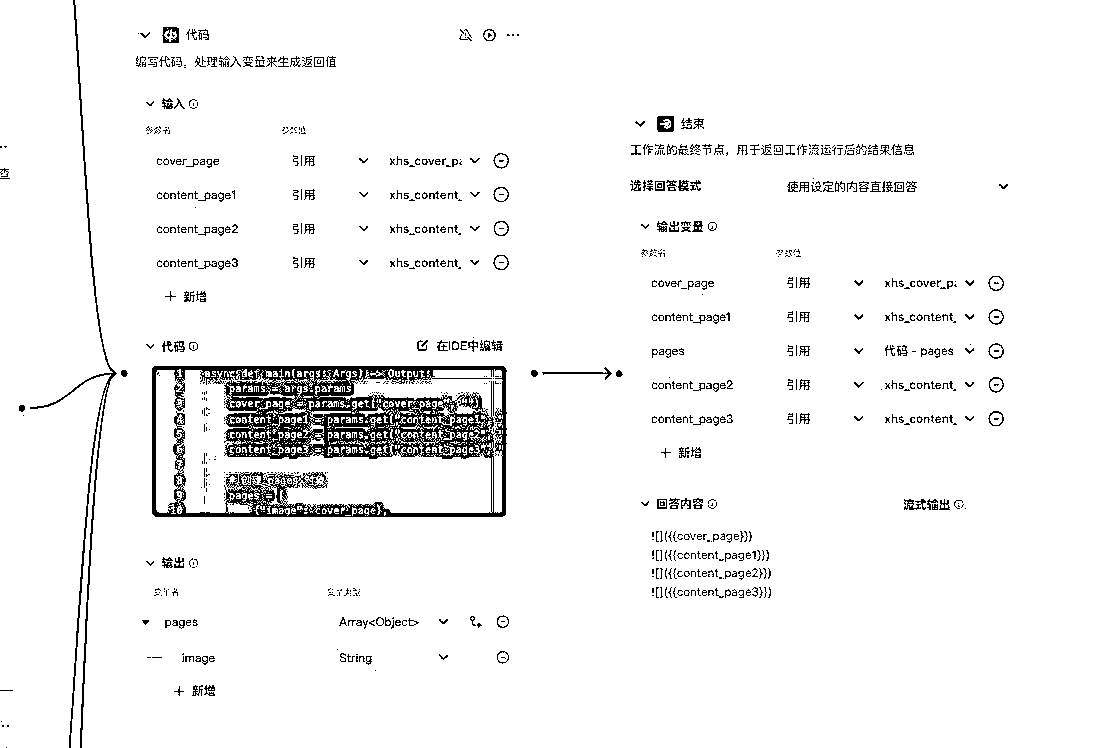 代码
编写代码，处理输入变量来生成返回值
输入
参数名 参数值
cover_page 引用 xhs_cover_pa
content_page1 引用 xhs_content_
content_page2 引用 xhs_content_
content_page3 引用 xhs_content_
新增
代码 在IDE中编辑
1 async def main(args: Args) -> Output:
2 params = args.params
3 cover_page = params.get("cover_page",
4 content_page1 = params.get("content_page1"
5 content_page2 = params.get("content_page2"
6 content_page3 = params.get("content_page3"
7
8
9 pages = [
10 {"image": cover_page},
输出
变量名 变量类型
pages Array<Object>
image String
新增
查
结束
工作流的最终节点，用于返回工作流运行后的结果信息
选择回答模式 使用设定的内容直接回答
输出变量
参数名 参数值
cover_page 引用 xhs_cover_pa
content_page1 引用 xhs_content_
pages 引用 代码 - pages
content_page2 引用 xhs_content_
content_page3 引用 xhs_content_
新增
回答内容 流式输出
![]({{cover_page}})
![]({{content_page1}})
![]({{content_page2}})
![]({{content_page3}})